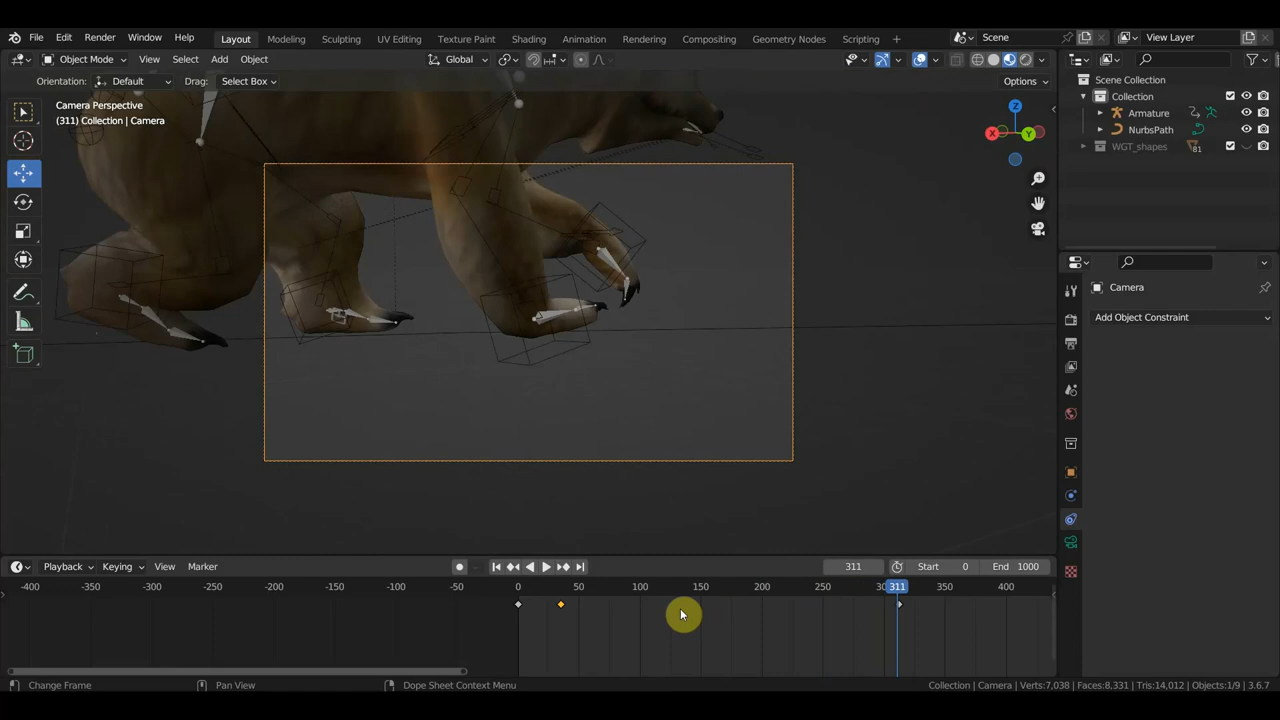 File Edit Render Window Help Layout Modeling Sculpting UV Editing Texture Paint Shading Animation Rendering Compositing Geometry Nodes Scripting + Scene View Layer
Object Mode View Select Add Object Global
Orientation: Default Drag: Select Box Options
Camera Perspective
(311) Collection | Camera
Z
X Y
Scene Collection
Collection
Armature
NurbsPath
WGT_shapes 81
Camera
Add Object Constraint
Playback Keying View Marker 311 Start 0 End 1000
-400 -350 -300 -250 -200 -150 -100 -50 0 50 100 150 200 250 311 350 400
Change Frame Pan View Dope Sheet Context Menu Collection | Camera | Verts:7,038 | Faces:8,331 | Tris:14,012 | Objects:1/9 | 3.6.7